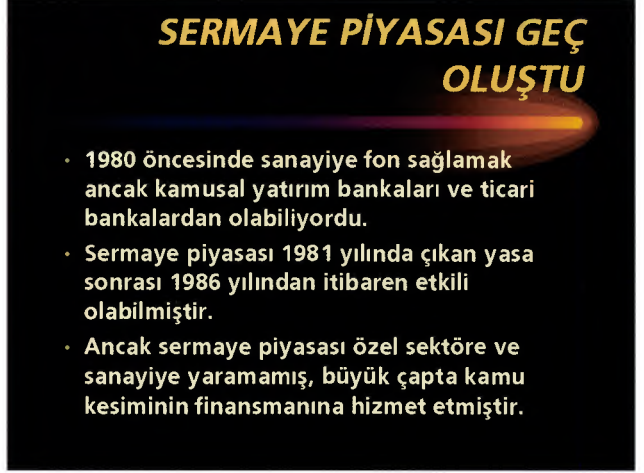 SERMAYE PİYASASI GEÇ
OLUŞTU
• 1980 öncesinde sanayiye fon sağlamak
ancak kamusal yatırım bankaları ve ticari
bankalardan olabiliyordu.
• Sermaye piyasası 1981 yılında çıkan yasa
sonrası 1986 yılından itibaren etkili
olabilmiştir.
• Ancak sermaye piyasası özel sektöre ve
sanayiye yaramamış, büyük çapta kamu
kesiminin finansmanına hizmet etmiştir.